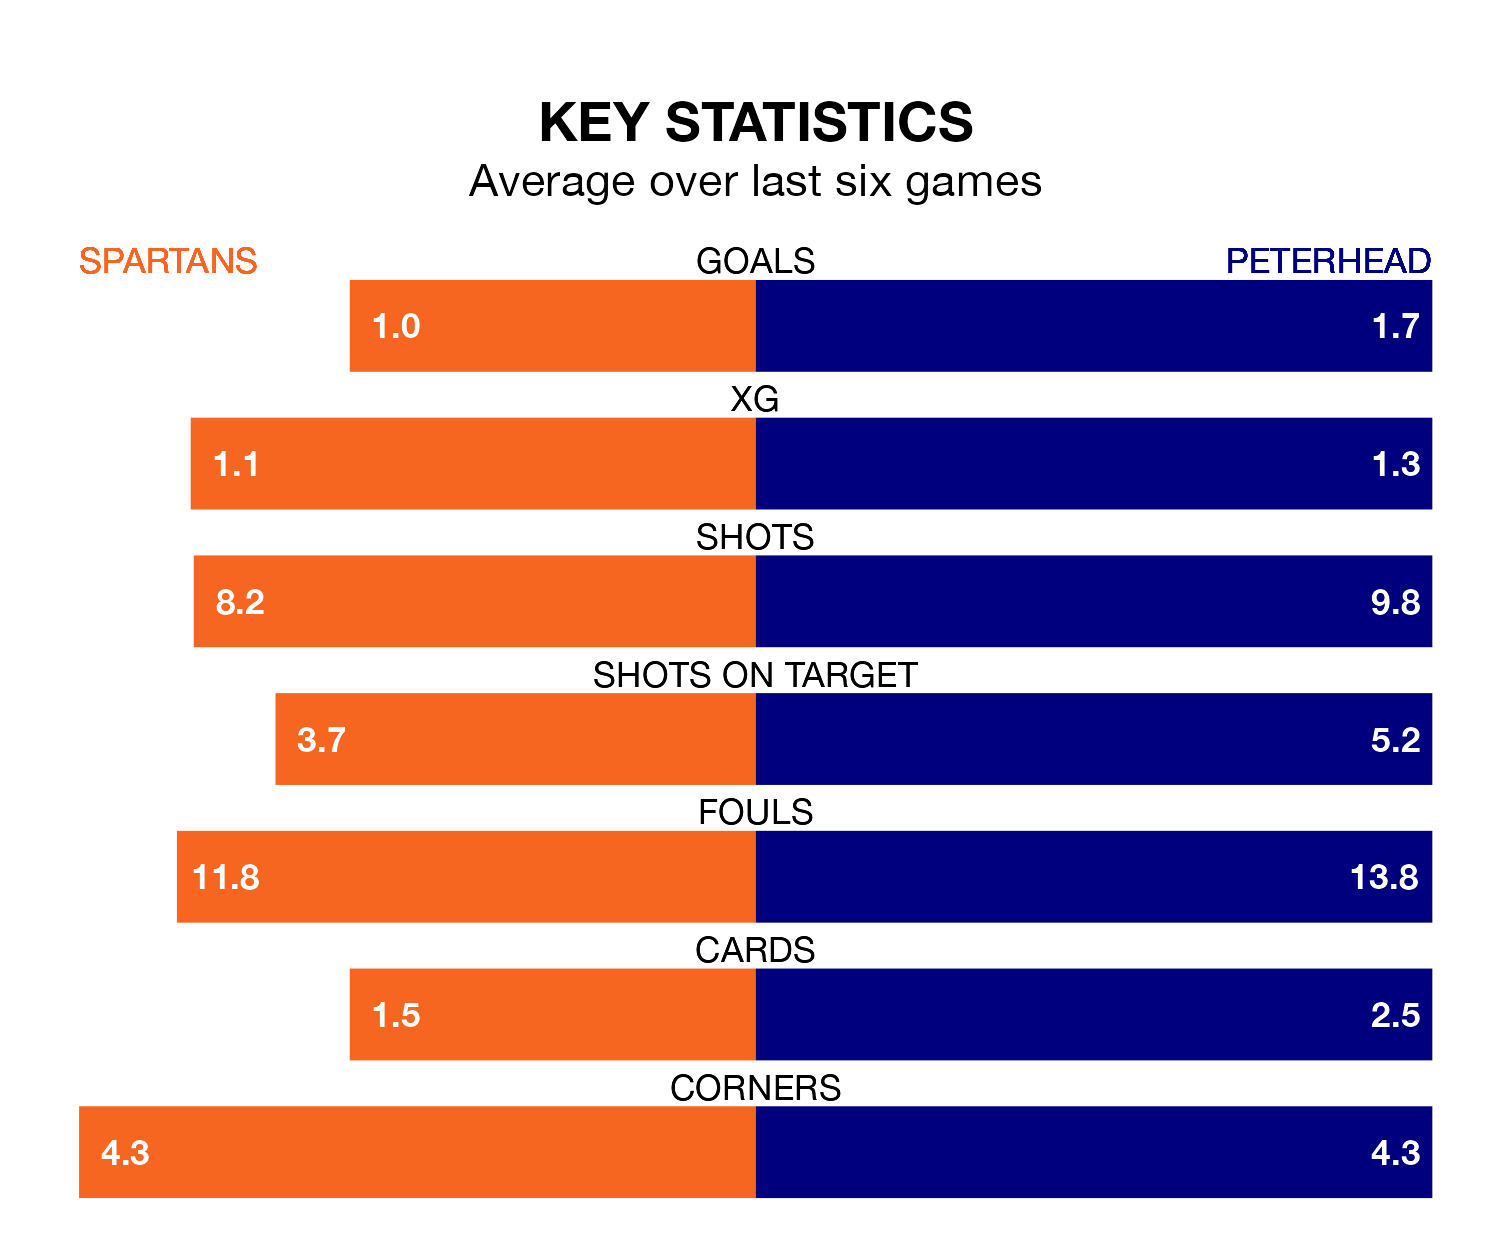 KEY STATISTICS
Average over last six games
SPARTANS GOALS PETERHEAD
1.0 1.7
XG
1.1 1.3
SHOTS
8.2 9.8
SHOTS ON TARGET
3.7 5.2
FOULS
11.8 13.8
CARDS
1.5 2.5
CORNERS
4.3 4.3